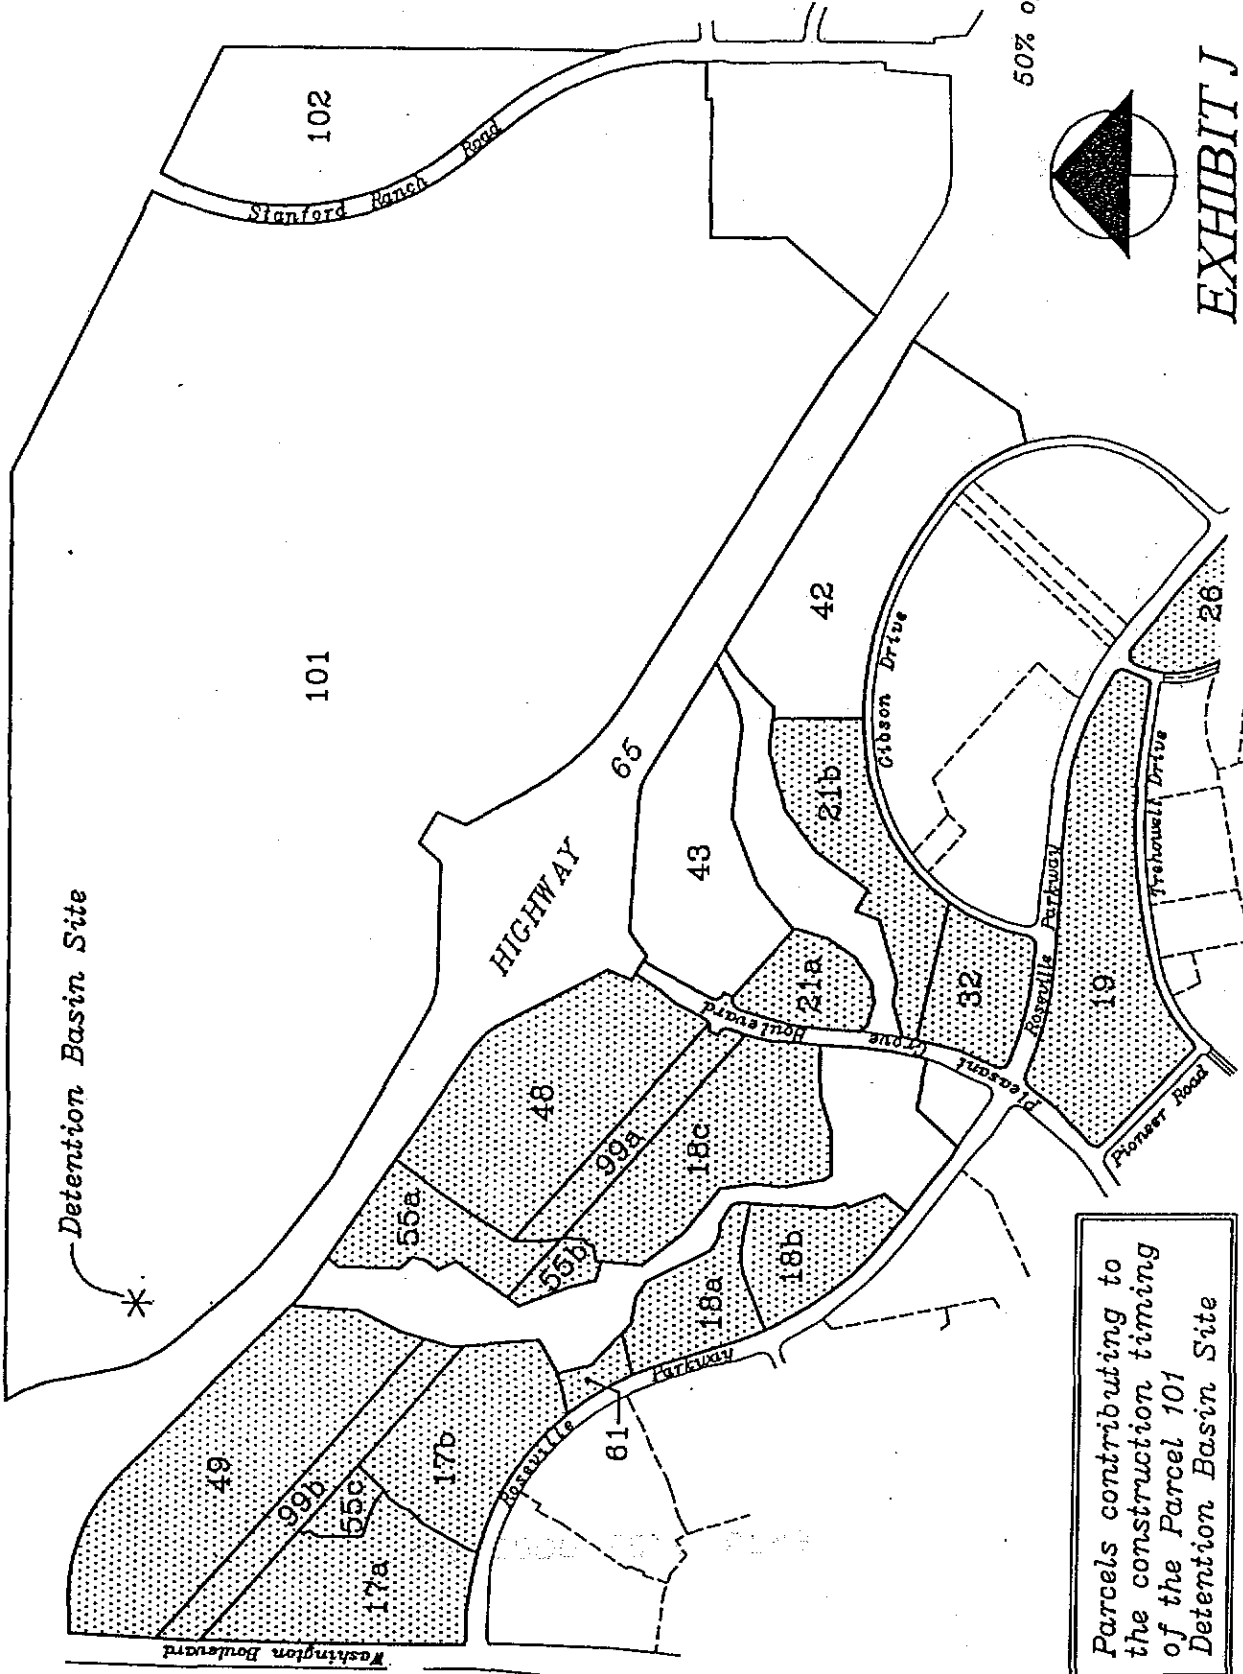 Detention Basin Site
102
Stanford Ranch Road
101
HIGHWAY
65
49
99b
55c
17a
17b
Washington Boulevard
55a
48
99a
55b
18c
18a
18b
61
Roseville Parkway
43
42
21a
21b
32
Pleasant Grove Boulevard
Gibson Drive
Roseville Parkway
19
26
Trehowell Drive
Pioneer Road
50%
EXHIBIT J
Parcels contributing to
the construction timing
of the Parcel 101
Detention Basin Site